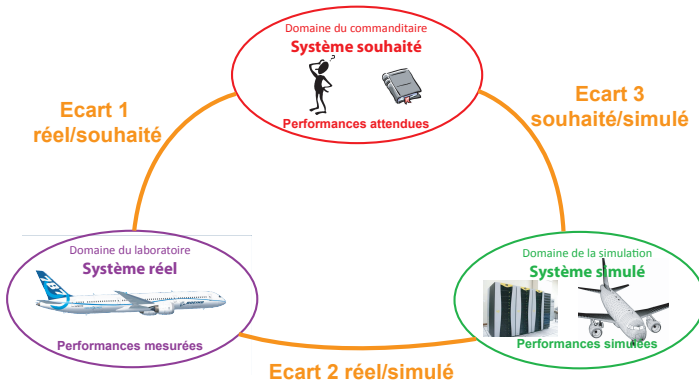 Domaine du commanditaire
Système souhaité
Performances attendues
Ecart 1
réel/souhaité
Ecart 3
souhaité/simulé
Domaine du laboratoire
Système réel
BOEING
Performances mesurées
Domaine de la simulation
Système simulé
Performances simulées
Ecart 2 réel/simulé